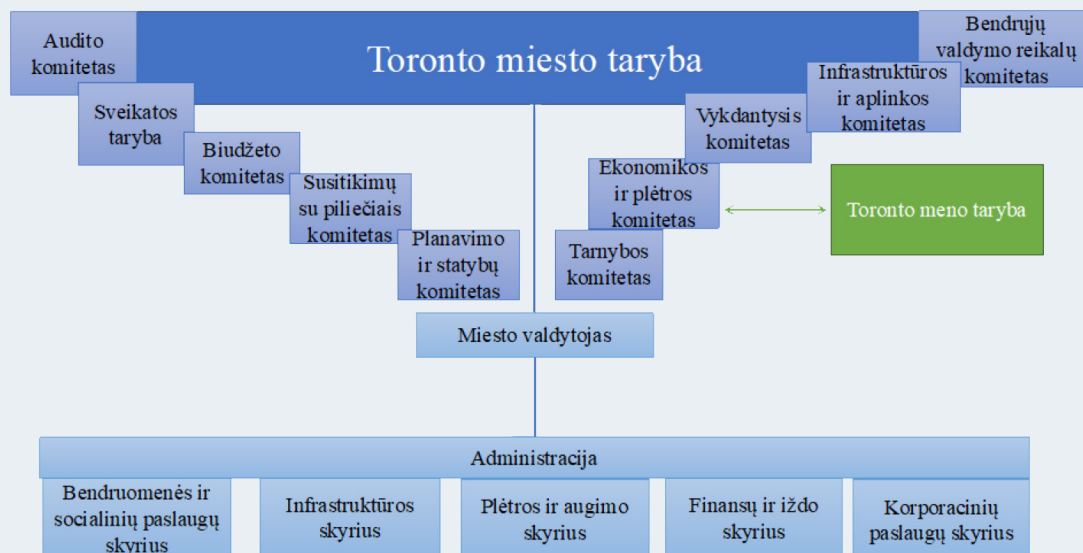 Toronto miesto taryba
Audito
komitetas
Sveikatos
taryba
Biudžeto
komitetas
Susitikimų
su piliečiais
komitetas
Planavimo
ir statybų
komitetas
Bendrųjų
valdymo reikalų
komitetas
Infrastruktūros
ir aplinkos
komitetas
Vykdantysis
komitetas
Ekonomikos
ir plėtros
komitetas
Tarnybos
komitetas
Toronto meno taryba
Miesto valdytojas
Administracija
Bendruomenės ir
socialinių paslaugų
skyrius
Infrastruktūros
skyrius
Plėtros ir augimo
skyrius
Finansų ir iždo
skyrius
Korporacinių
paslaugų skyrius